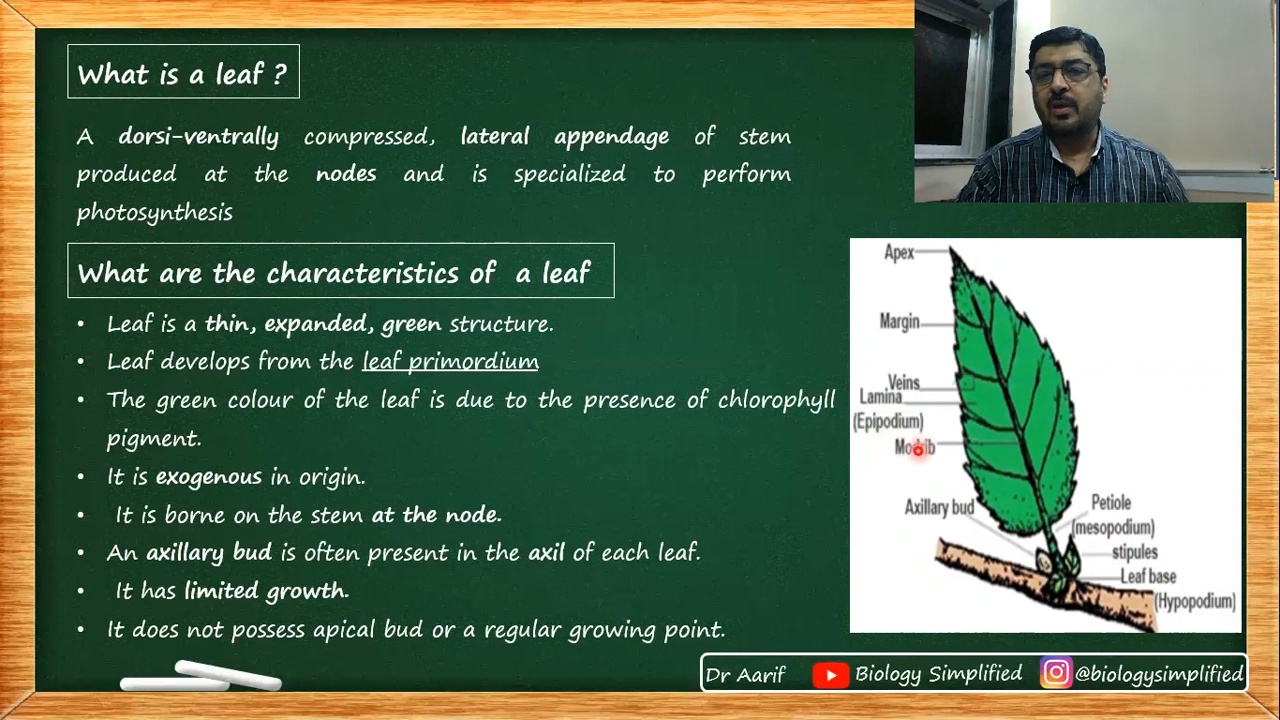 What is a leaf ?
A dorsi-ventrally compressed, lateral appendage of stem
produced at the nodes and is specialized to perform
photosynthesis
What are the characteristics of a leaf
• Leaf is a thin, expanded, green structure.
• Leaf develops from the leaf primordium
• The green colour of the leaf is due to the presence of chlorophyll
pigment.
• It is exogenous in origin.
• It is borne on the stem at the node.
• An axillary bud is often present in the axil of each leaf.
• It has limited growth.
• It does not possess apical bud or a regular growing point.
Apex
Margin
Veins
Lamina
(Epipodium)
Axillary bud
Petiole
(mesopodium)
stipules
Leaf base
(Hypopodium)
Dr Aarif Biology Simplified @biologysimplified